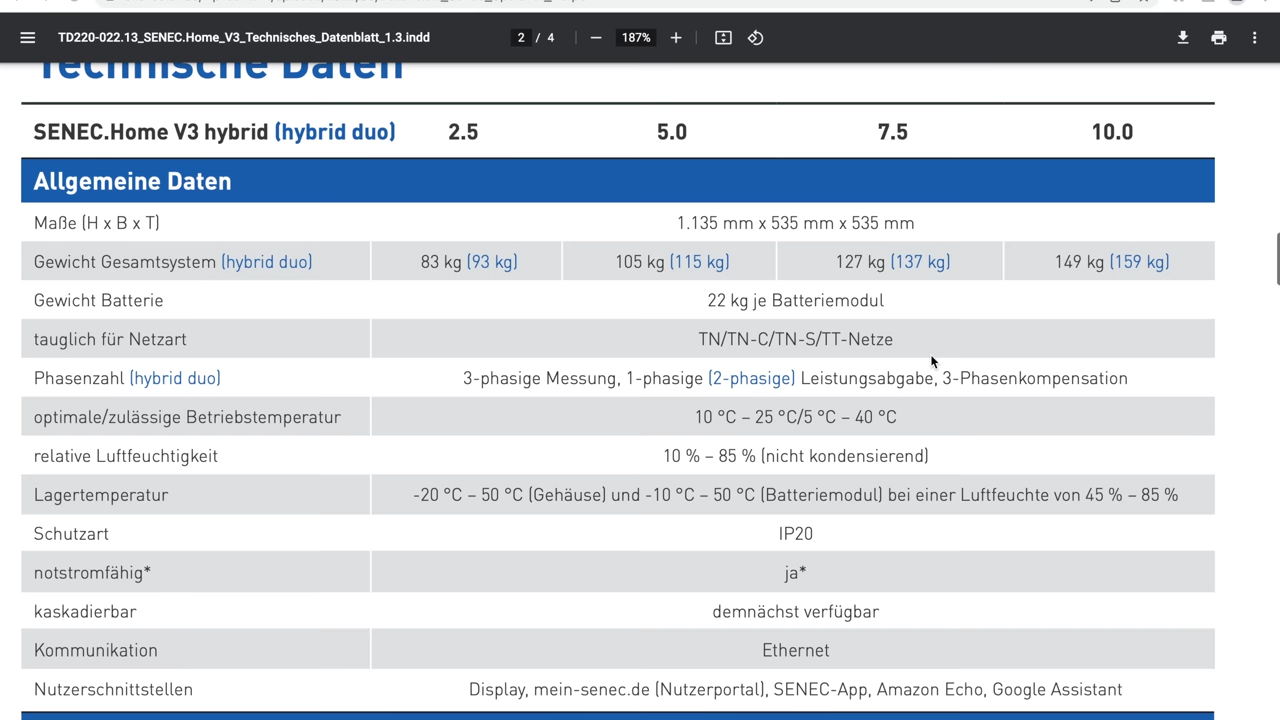 TD220-022.13_SENEC.Home_V3_Technisches_Datenblatt_1.3.indd 2 / 4 187%
Technische Daten
SENEC.Home V3 hybrid (hybrid duo) 2.5 5.0 7.5 10.0
Allgemeine Daten
Maße (H x B x T) 1.135 mm x 535 mm x 535 mm
Gewicht Gesamtsystem (hybrid duo) 83 kg (93 kg) 105 kg (115 kg) 127 kg (137 kg) 149 kg (159 kg)
Gewicht Batterie 22 kg je Batteriemodul
tauglich für Netzart TN/TN-C/TN-S/TT-Netze
Phasenzahl (hybrid duo) 3-phasige Messung, 1-phasige (2-phasige) Leistungsabgabe, 3-Phasenkompensation
optimale/zulässige Betriebstemperatur 10 °C – 25 °C/5 °C – 40 °C
relative Luftfeuchtigkeit 10 % – 85 % (nicht kondensierend)
Lagertemperatur -20 °C – 50 °C (Gehäuse) und -10 °C – 50 °C (Batteriemodul) bei einer Luftfeuchte von 45 % – 85 %
Schutzart IP20
notstromfähig* ja*
kaskadierbar demnächst verfügbar
Kommunikation Ethernet
Nutzerschnittstellen Display, mein-senec.de (Nutzerportal), SENEC-App, Amazon Echo, Google Assistant